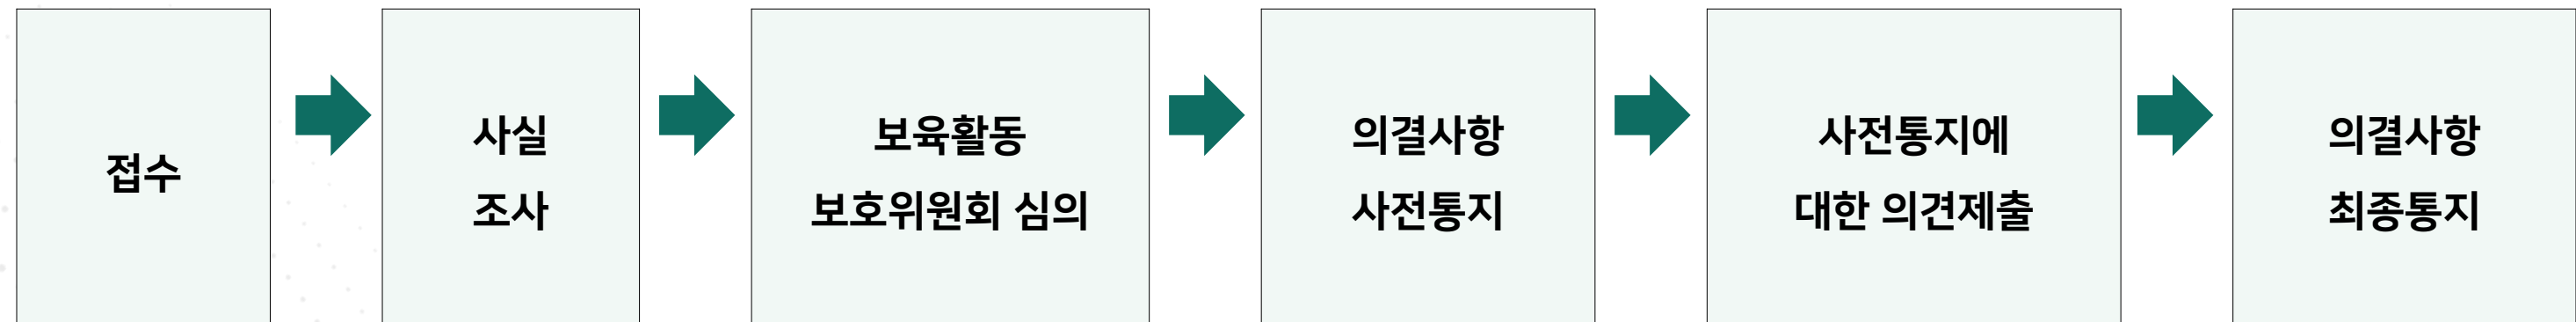 접수
사실
조사
보육활동
보호위원회 심의
의결사항
사전통지
사전통지에
대한 의견제출
의결사항
최종통지